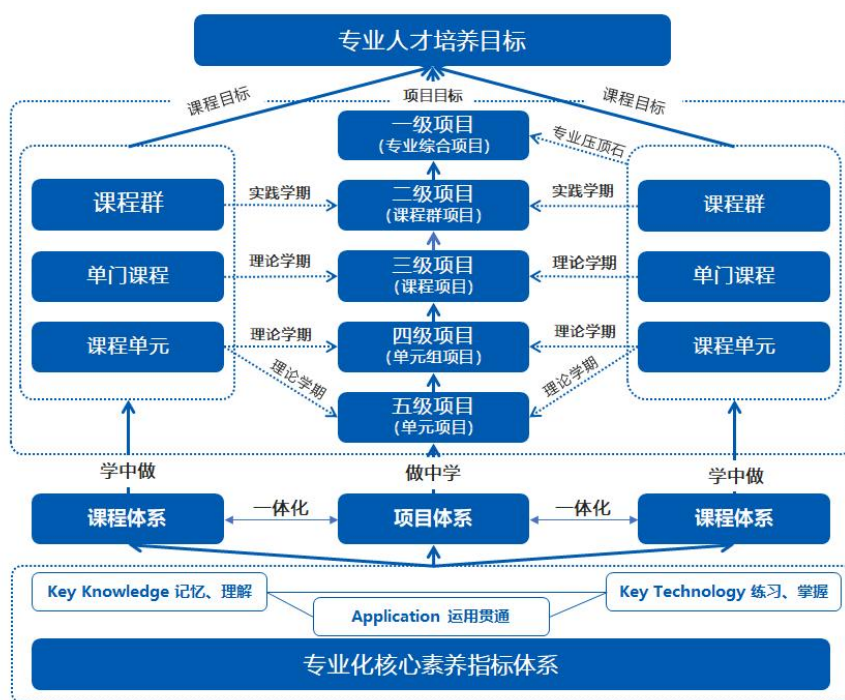 专业人才培养目标
课程目标
项目目标
课程目标
一级项目
(专业综合项目)
专业压顶石
课程群
实践学期
二级项目
(课程群项目)
实践学期
课程群
单门课程
理论学期
三级项目
(课程项目)
理论学期
单门课程
课程单元
理论学期
四级项目
(单元组项目)
理论学期
课程单元
理论学期
五级项目
(单元项目)
理论学期
学中做
做中学
学中做
课程体系
一体化
项目体系
一体化
课程体系
Key Knowledge 记忆、理解
Key Technology 练习、掌握
Application 运用贯通
专业化核心素养指标体系